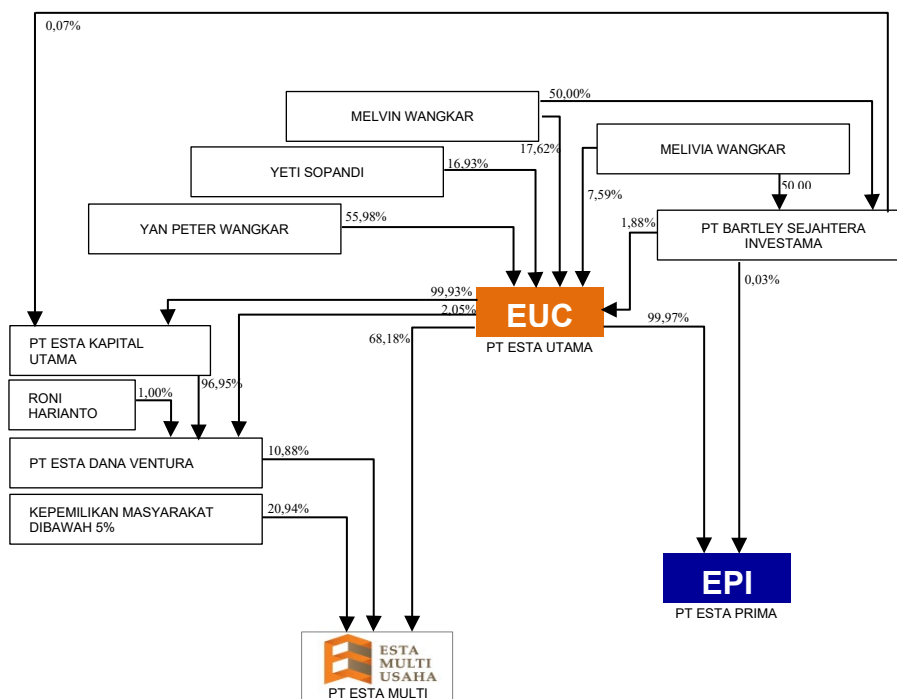 0,07%
MELVIN WANGKAR
50,00%
17,62%
MELIVIA WANGKAR
YETI SOPANDI
16,93%
7,59%
50.00
YAN PETER WANGKAR
55,98%
1,88%
PT BARTLEY SEJAHTERA
INVESTAMA
0,03%
99,93%
2,05%
EUC
PT ESTA UTAMA
99,97%
68,18%
PT ESTA KAPITAL
UTAMA
96,95%
RONI
HARIANTO
1,00%
PT ESTA DANA VENTURA
10,88%
KEPEMILIKAN MASYARAKAT
DIBAWAH 5%
20,94%
EPI
PT ESTA PRIMA
ESTA
MULTI
USAHA
PT ESTA MULTI